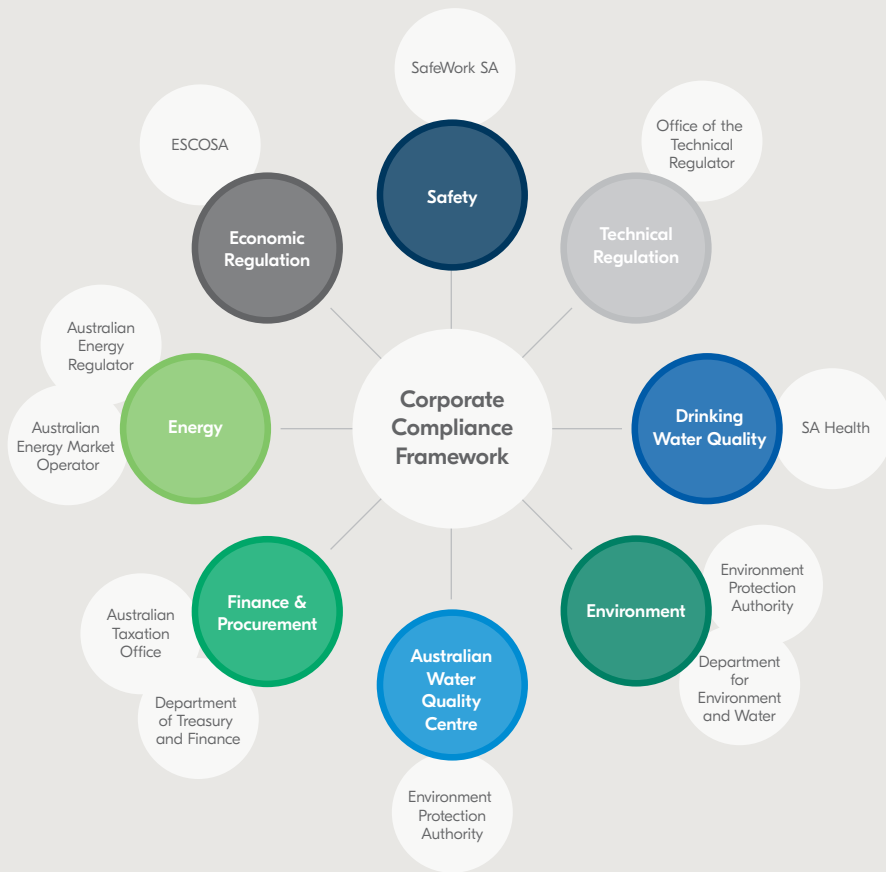 SafeWork SA
Safety
Office of the
Technical
Regulator
Technical
Regulation
ESCOSA
Economic
Regulation
Australian
Energy
Regulator
Australian
Energy Market
Operator
Energy
Corporate
Compliance
Framework
Drinking
Water Quality
SA Health
Environment
Environment
Protection
Authority
Department
for
Environment
and Water
Finance &
Procurement
Australian
Taxation
Office
Department
of Treasury
and Finance
Australian
Water
Quality
Centre
Environment
Protection
Authority